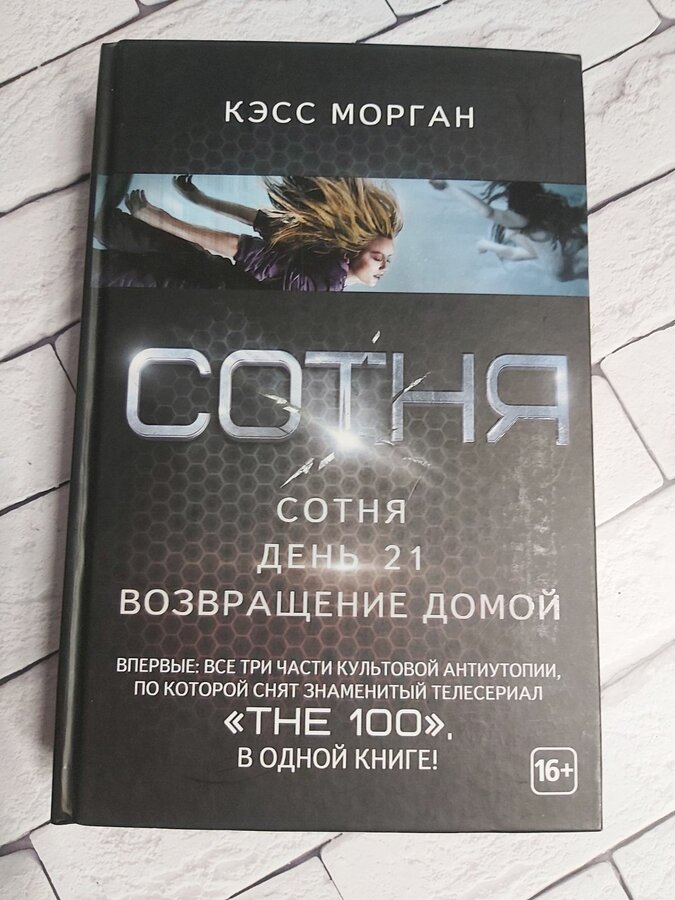 КЭСС МОРГАН
СОТНЯ
СОТНЯ
ДЕНЬ 21
ВОЗВРАЩЕНИЕ ДОМОЙ
ВПЕРВЫЕ: ВСЕ ТРИ ЧАСТИ КУЛЬТОВОЙ АНТИУТОПИИ,
ПО КОТОРОЙ СНЯТ ЗНАМЕНИТЫЙ ТЕЛЕСЕРИАЛ
«THE 100»,
В ОДНОЙ КНИГЕ!
16+